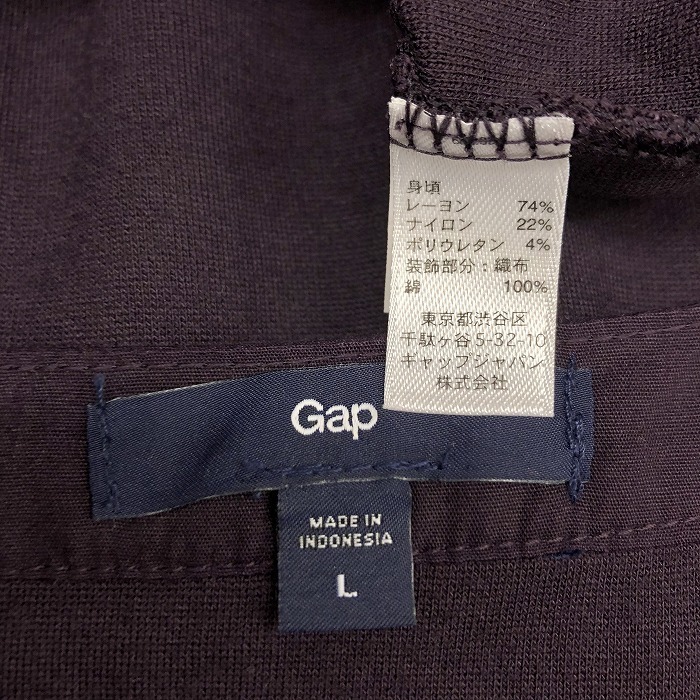 身頃
レーヨン 74%
ナイロン 22%
ポリウレタン 4%
装飾部分：織布
綿 100%
東京都渋谷区
千駄ヶ谷5-32-10
ギャップジャパン
株式会社
Gap
MADE IN
INDONESIA
L